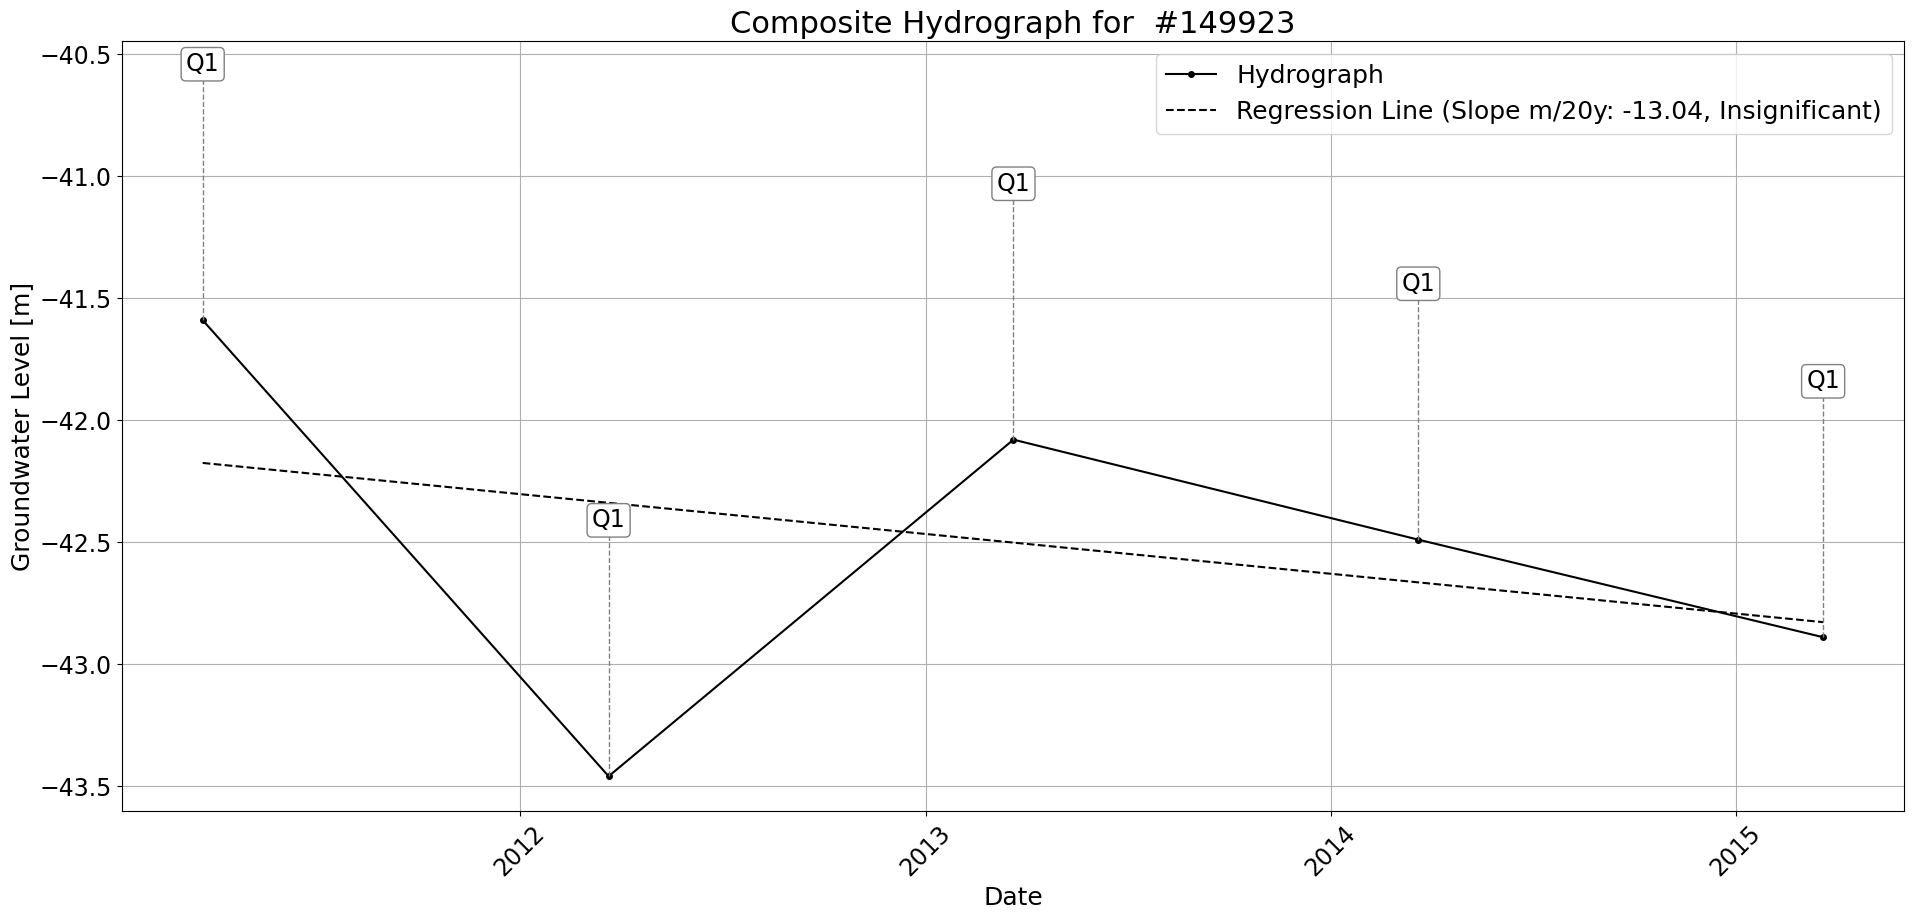 Composite Hydrograph for  #149923
Hydrograph
Regression Line (Slope m/20y: -13.04, Insignificant)
Q1
Q1
Q1
Q1
Q1
Groundwater Level [m]
−40.5
−41.0
−41.5
−42.0
−42.5
−43.0
−43.5
2012
2013
2014
2015
Date